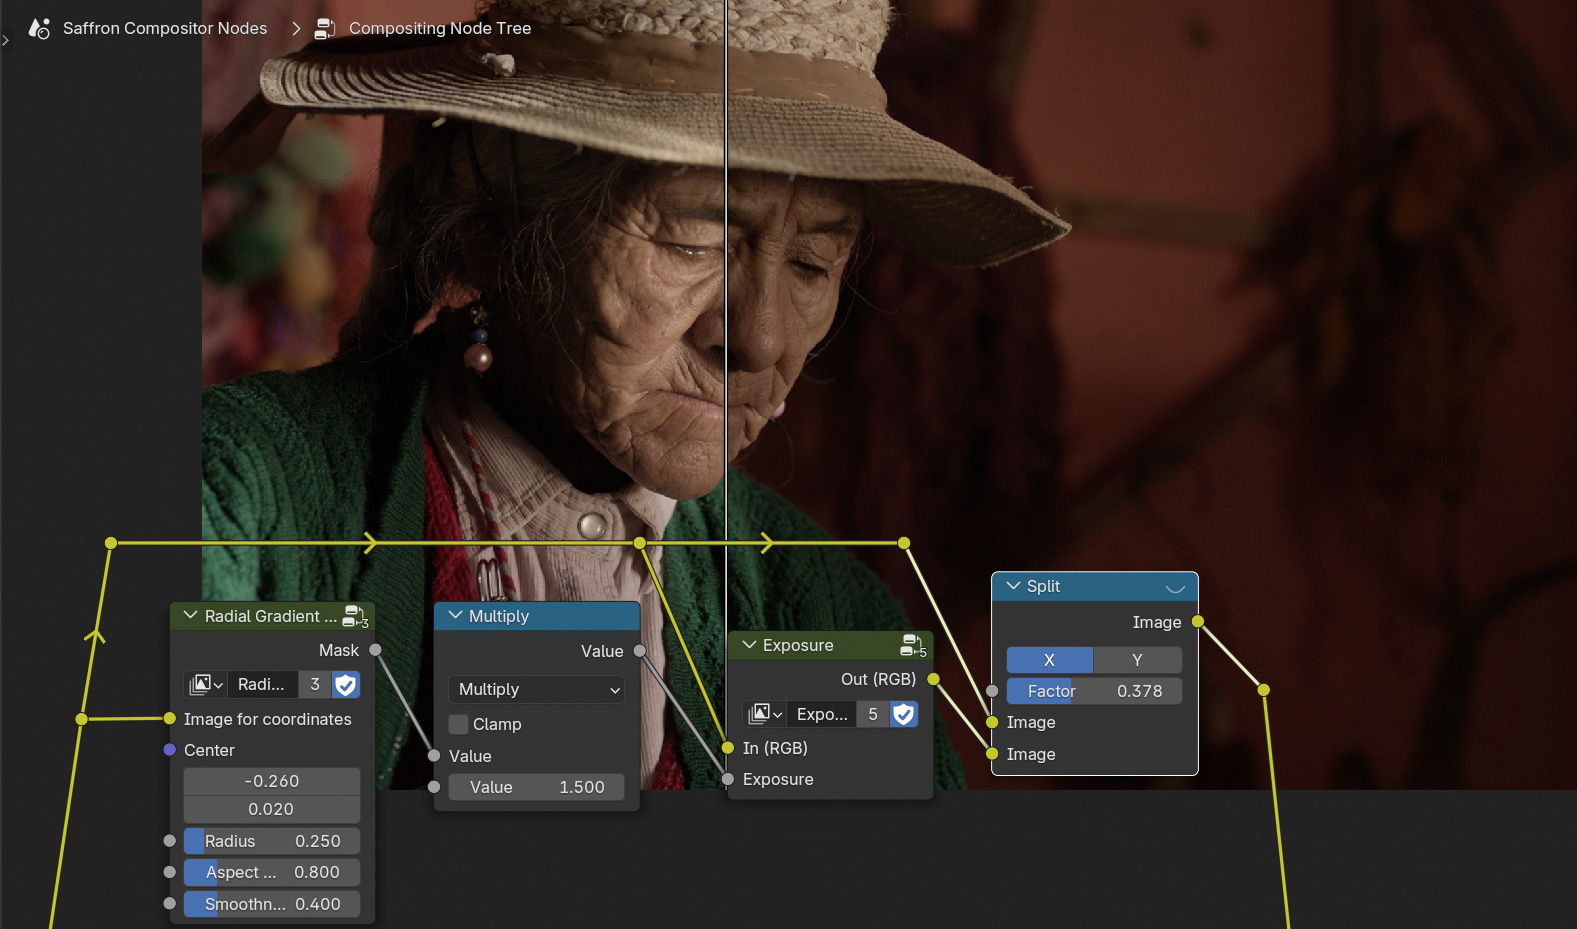 Saffron Compositor Nodes
Compositing Node Tree
Radial Gradient ...
3
Mask
Radi...
3
Image for coordinates
Center
-0.260
0.020
Radius 0.250
Aspect ... 0.800
Smoothn... 0.400
Multiply
Value
Multiply
Clamp
Value
Value 1.500
Exposure
5
Out (RGB)
Expo...
5
In (RGB)
Exposure
Split
Image
X
Y
Factor 0.378
Image
Image